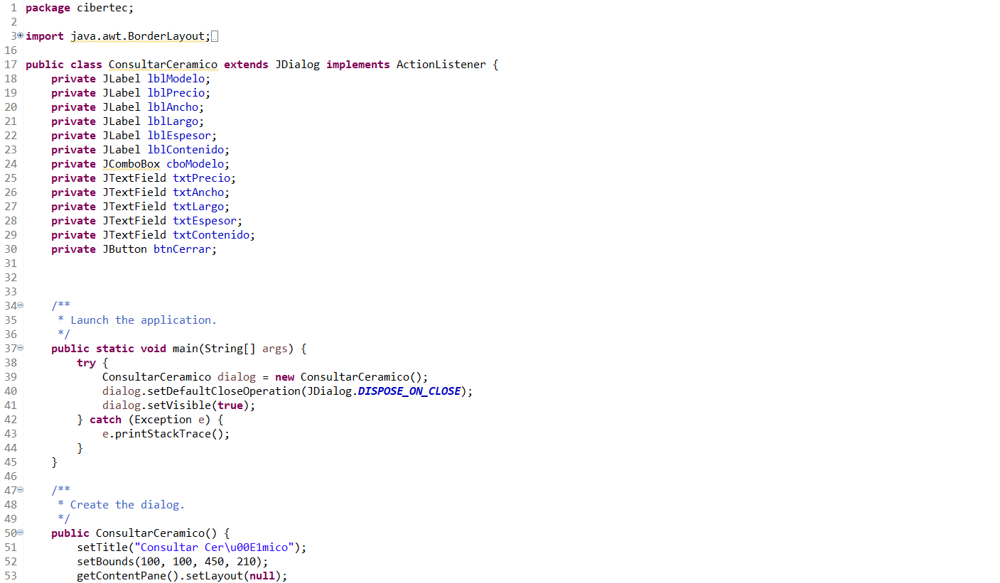 1 package cibertec;
2
3 import java.awt.BorderLayout;
16
17 public class ConsultarCeramico extends JDialog implements ActionListener {
18     private JLabel lblModelo;
19     private JLabel lblPrecio;
20     private JLabel lblAncho;
21     private JLabel lblLargo;
22     private JLabel lblEspesor;
23     private JLabel lblContenido;
24     private JComboBox cboModelo;
25     private JTextField txtPrecio;
26     private JTextField txtAncho;
27     private JTextField txtLargo;
28     private JTextField txtEspesor;
29     private JTextField txtContenido;
30     private JButton btnCerrar;
31
32
33
34     /**
35      * Launch the application.
36      */
37     public static void main(String[] args) {
38         try {
39             ConsultarCeramico dialog = new ConsultarCeramico();
40             dialog.setDefaultCloseOperation(JDialog.DISPOSE_ON_CLOSE);
41             dialog.setVisible(true);
42         } catch (Exception e) {
43             e.printStackTrace();
44         }
45     }
46
47     /**
48      * Create the dialog.
49      */
50     public ConsultarCeramico() {
51         setTitle("Consultar Cer\u00E1mico");
52         setBounds(100, 100, 450, 210);
53         getContentPane().setLayout(null);